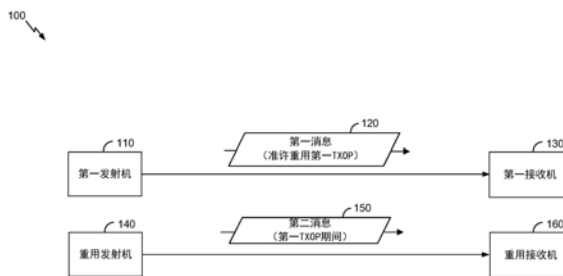 100
120
110
第一消息
(准许重用第一TXOP)
130
第一发射机
第一接收机
140
150
第二消息
(第一TXOP期间)
160
重用发射机
重用接收机